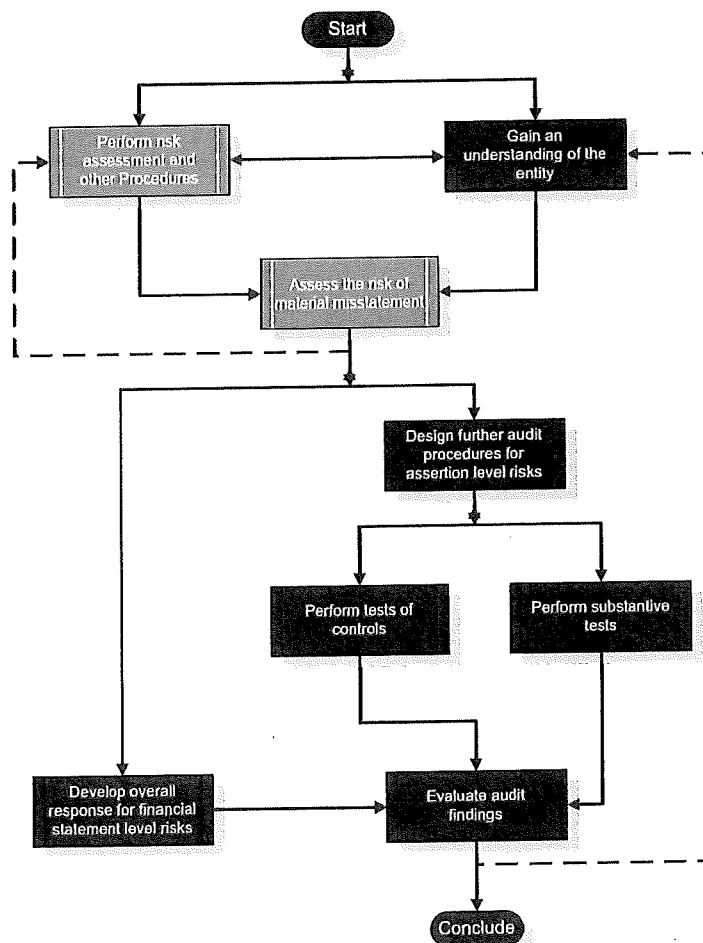 Start
Perform risk
assessment and
other Procedures
Gain an
understanding of the
entity
Assess the risk of
material misstatement
Design further audit
procedures for
assertion level risks
Perform tests of
controls
Perform substantive
tests
Develop overall
response for financial
statement level risks
Evaluate audit
findings
Conclude